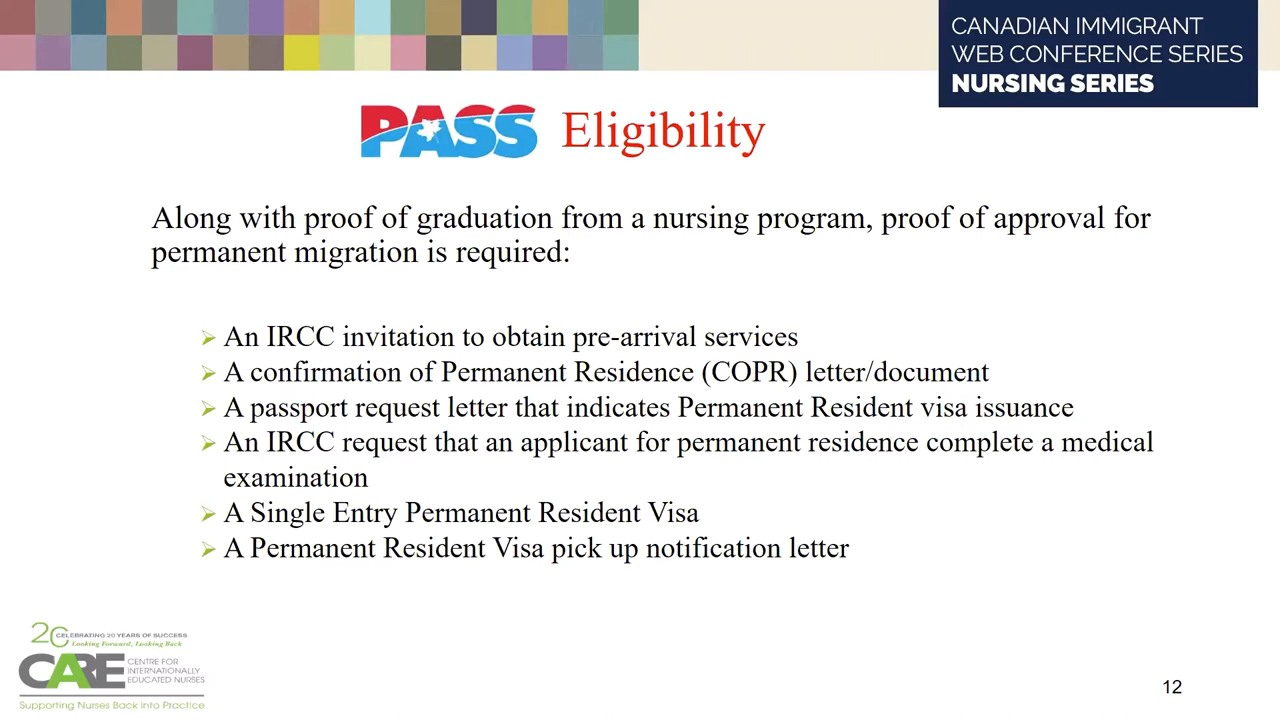 CANADIAN IMMIGRANT
WEB CONFERENCE SERIES
NURSING SERIES
PASS Eligibility
Along with proof of graduation from a nursing program, proof of approval for
permanent migration is required:
An IRCC invitation to obtain pre-arrival services
A confirmation of Permanent Residence (COPR) letter/document
A passport request letter that indicates Permanent Resident visa issuance
An IRCC request that an applicant for permanent residence complete a medical
examination
A Single Entry Permanent Resident Visa
A Permanent Resident Visa pick up notification letter
20 CELEBRATING 20 YEARS OF SUCCESS
Looking Forward, Looking Back
CARE CENTRE FOR
INTERNATIONALLY
EDUCATED NURSES
Supporting Nurses Back into Practice
12